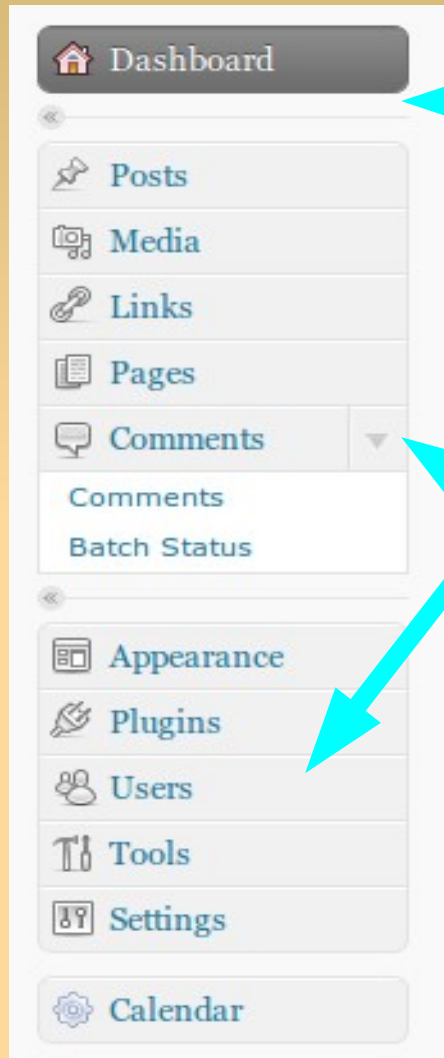 Dashboard
Posts
Media
Links
Pages
Comments
Comments
Batch Status
Appearance
Plugins
Users
Tools
Settings
Calendar